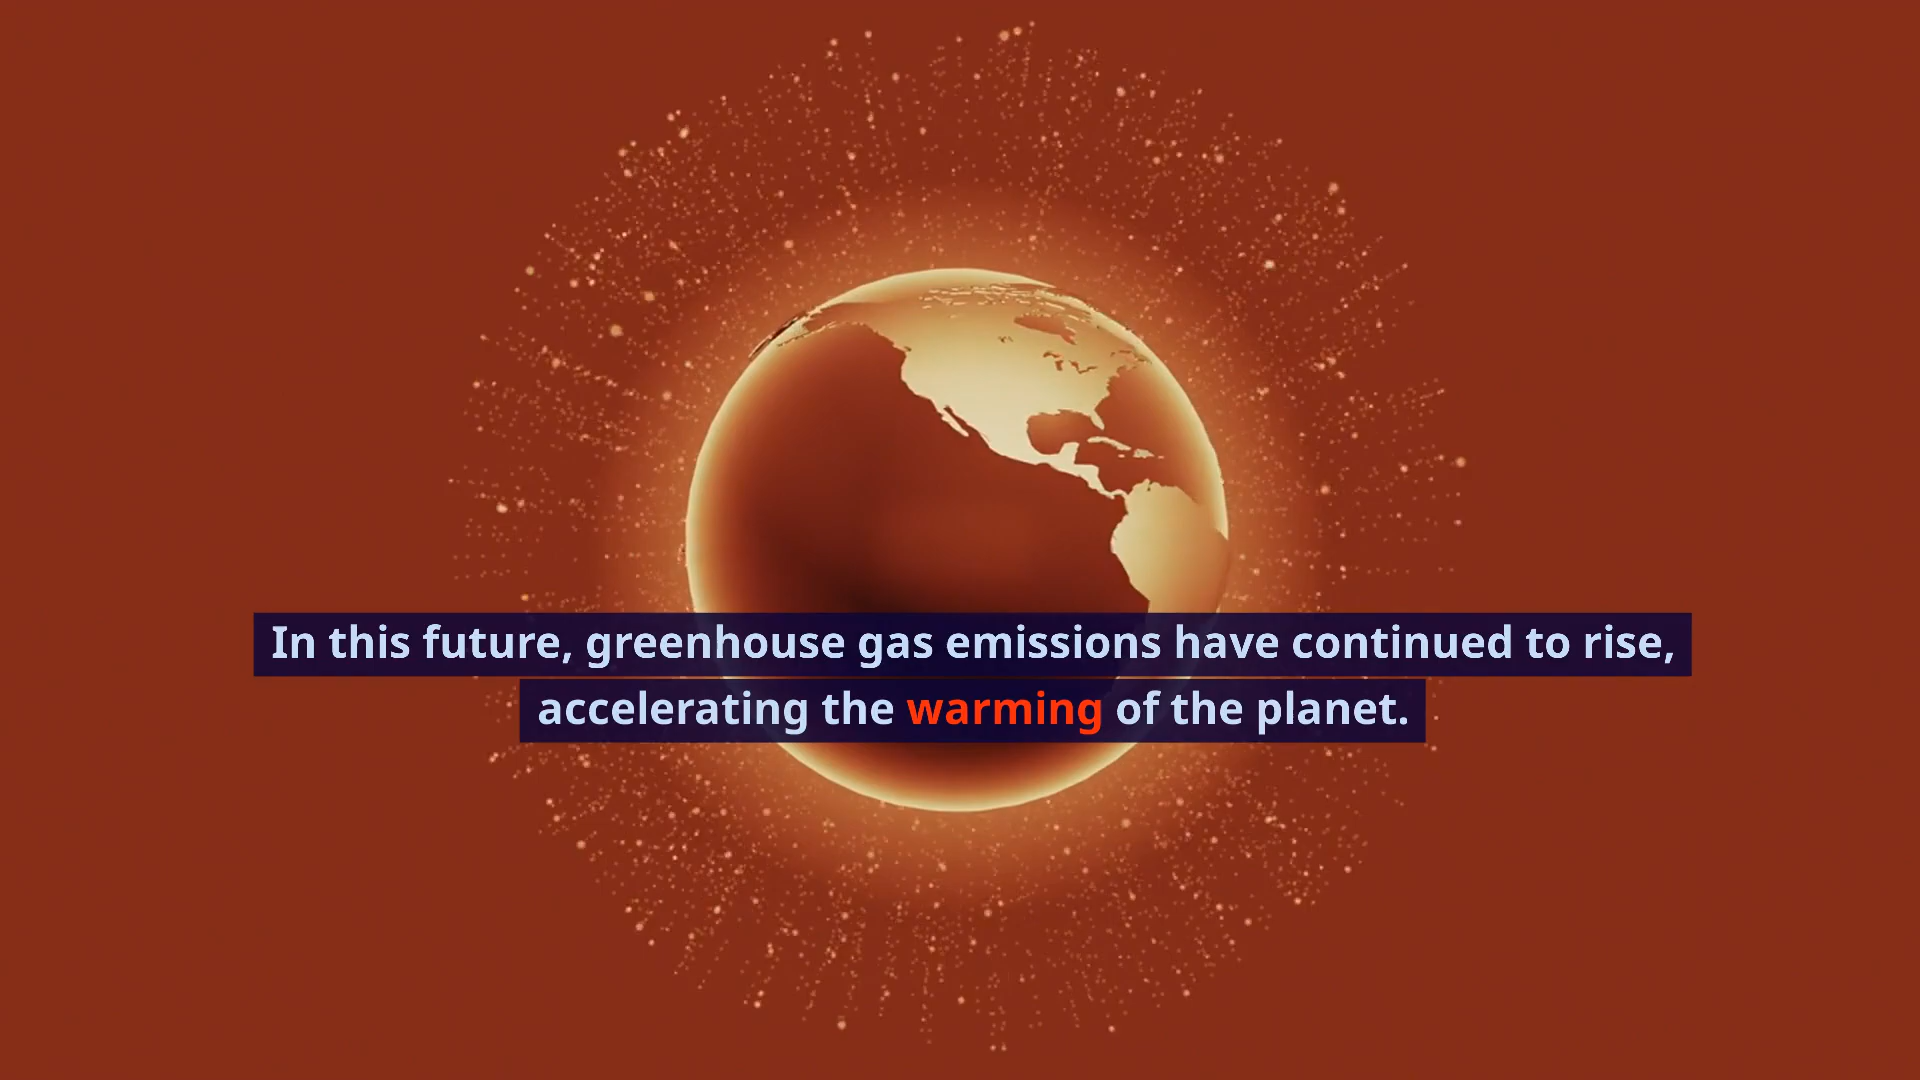 In this future, greenhouse gas emissions have continued to rise,
accelerating the warming of the planet.